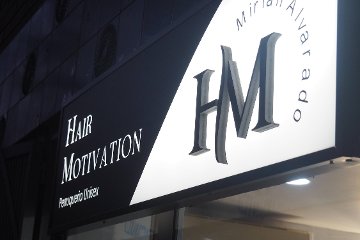 HAIR
MOTIVATION
Peluquería Unisex
Mirian Alvarado
HM